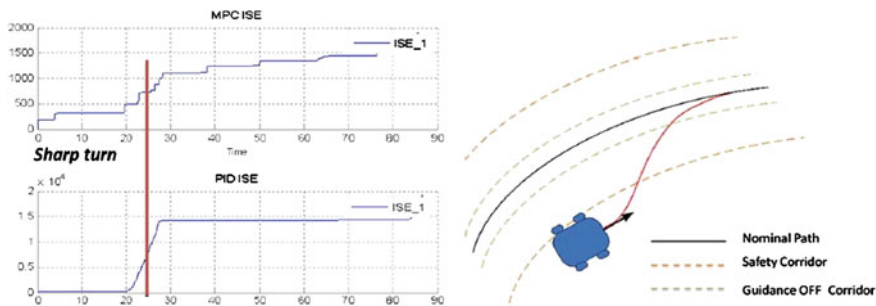 MPC ISE
2000
1500
1000
500
0
ISE_1
0 10 20 30 40 50 60 70 80 90
Time
Sharp turn
PID ISE
x 10⁴
2
1.5
1
0.5
0
ISE_1
0 10 20 30 40 50 60 70 80 90
Nominal Path
Safety Corridor
Guidance OFF Corridor